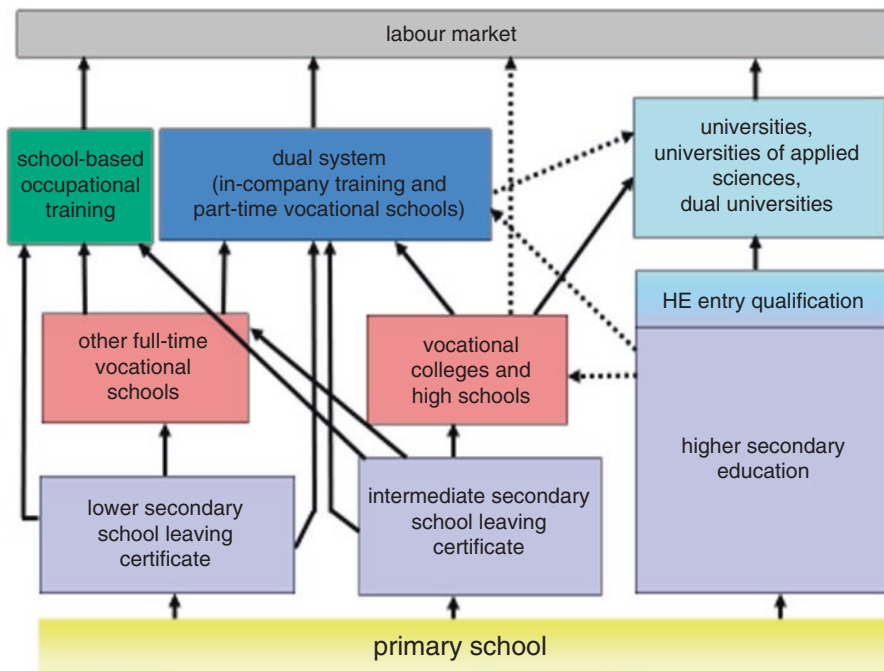 labour market
school-based
occupational
training
dual system
(in-company training and
part-time vocational schools)
universities,
universities of applied
sciences,
dual universities
HE entry qualification
other full-time
vocational
schools
vocational
colleges and
high schools
higher secondary
education
lower secondary
school leaving
certificate
intermediate secondary
school leaving
certificate
primary school